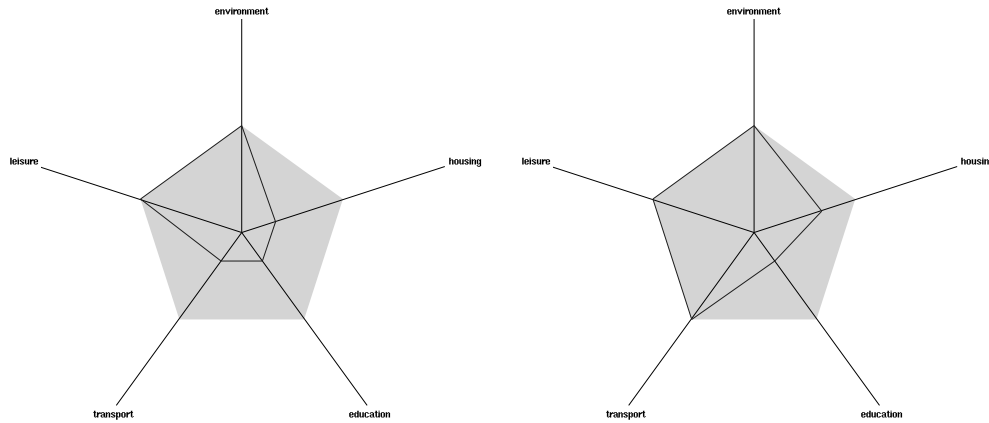 environment
leisure
housing
transport
education
environment
leisure
housin
transport
education